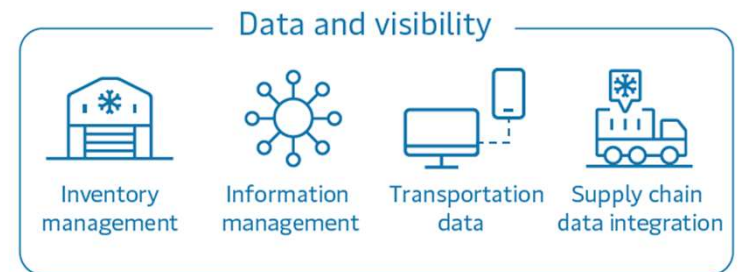 Data and visibility
Inventory
management
Information
management
Transportation
data
Supply chain
data integration